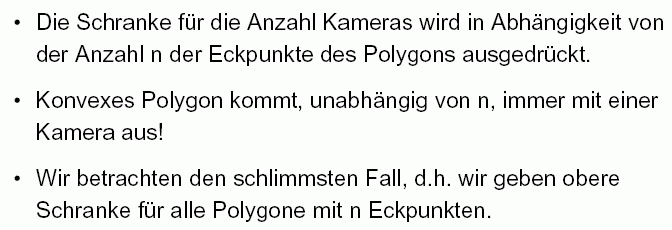 • Die Schranke für die Anzahl Kameras wird in Abhängigkeit von
der Anzahl n der Eckpunkte des Polygons ausgedrückt.
• Konvexes Polygon kommt, unabhängig von n, immer mit einer
Kamera aus!
• Wir betrachten den schlimmsten Fall, d.h. wir geben obere
Schranke für alle Polygone mit n Eckpunkten.